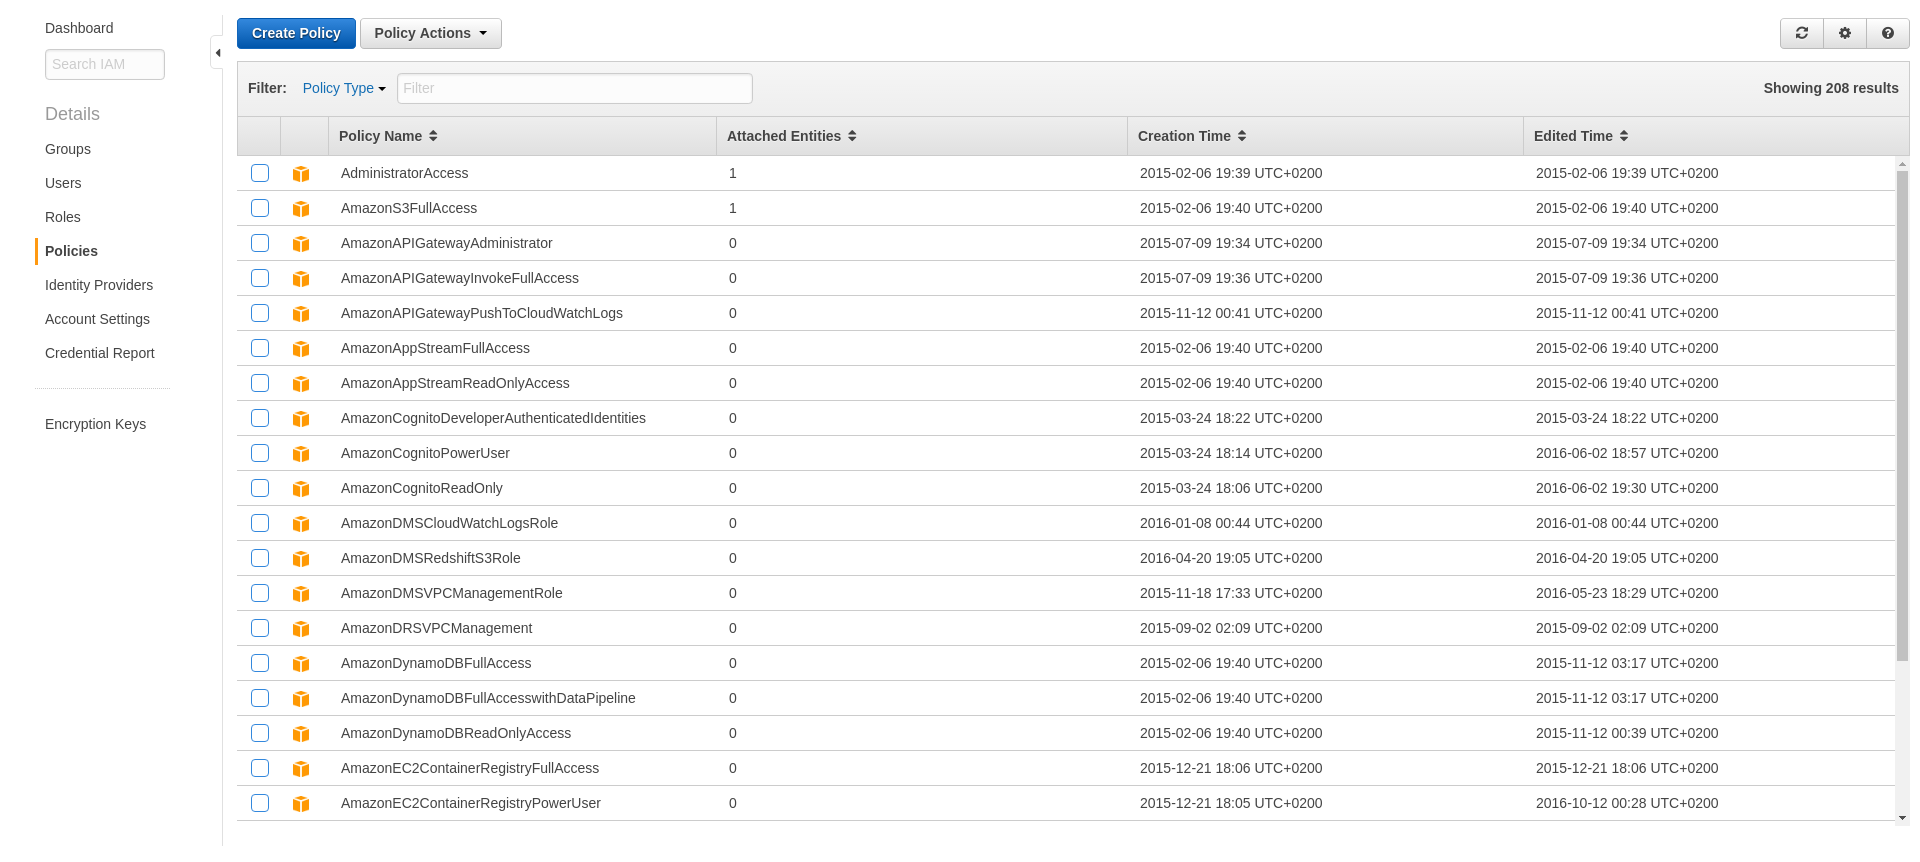 Dashboard
Search IAM
Details
Groups
Users
Roles
Policies
Identity Providers
Account Settings
Credential Report
Encryption Keys
Create Policy Policy Actions
Filter: Policy Type Filter Showing 208 results
Policy Name Attached Entities Creation Time Edited Time
AdministratorAccess 1 2015-02-06 19:39 UTC+0200 2015-02-06 19:39 UTC+0200
AmazonS3FullAccess 1 2015-02-06 19:40 UTC+0200 2015-02-06 19:40 UTC+0200
AmazonAPIGatewayAdministrator 0 2015-07-09 19:34 UTC+0200 2015-07-09 19:34 UTC+0200
AmazonAPIGatewayInvokeFullAccess 0 2015-07-09 19:36 UTC+0200 2015-07-09 19:36 UTC+0200
AmazonAPIGatewayPushToCloudWatchLogs 0 2015-11-12 00:41 UTC+0200 2015-11-12 00:41 UTC+0200
AmazonAppStreamFullAccess 0 2015-02-06 19:40 UTC+0200 2015-02-06 19:40 UTC+0200
AmazonAppStreamReadOnlyAccess 0 2015-02-06 19:40 UTC+0200 2015-02-06 19:40 UTC+0200
AmazonCognitoDeveloperAuthenticatedIdentities 0 2015-03-24 18:22 UTC+0200 2015-03-24 18:22 UTC+0200
AmazonCognitoPowerUser 0 2015-03-24 18:14 UTC+0200 2016-06-02 18:57 UTC+0200
AmazonCognitoReadOnly 0 2015-03-24 18:06 UTC+0200 2016-06-02 19:30 UTC+0200
AmazonDMSCloudWatchLogsRole 0 2016-01-08 00:44 UTC+0200 2016-01-08 00:44 UTC+0200
AmazonDMSRedshiftS3Role 0 2016-04-20 19:05 UTC+0200 2016-04-20 19:05 UTC+0200
AmazonDMSVPCManagementRole 0 2015-11-18 17:33 UTC+0200 2016-05-23 18:29 UTC+0200
AmazonDRSVPCManagement 0 2015-09-02 02:09 UTC+0200 2015-09-02 02:09 UTC+0200
AmazonDynamoDBFullAccess 0 2015-02-06 19:40 UTC+0200 2015-11-12 03:17 UTC+0200
AmazonDynamoDBFullAccesswithDataPipeline 0 2015-02-06 19:40 UTC+0200 2015-11-12 03:17 UTC+0200
AmazonDynamoDBReadOnlyAccess 0 2015-02-06 19:40 UTC+0200 2015-11-12 00:39 UTC+0200
AmazonEC2ContainerRegistryFullAccess 0 2015-12-21 18:06 UTC+0200 2015-12-21 18:06 UTC+0200
AmazonEC2ContainerRegistryPowerUser 0 2015-12-21 18:05 UTC+0200 2016-10-12 00:28 UTC+0200